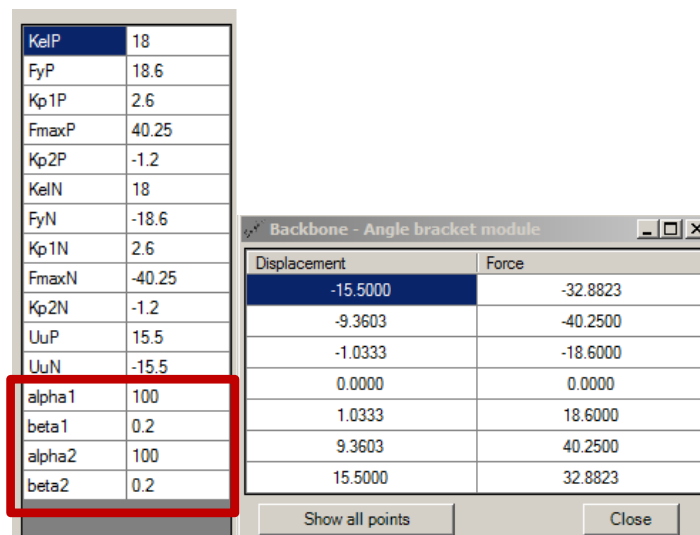 KelP 18
FyP 18.6
Kp1P 2.6
FmaxP 40.25
Kp2P -1.2
KelN 18
FyN -18.6
Kp1N 2.6
FmaxN -40.25
Kp2N -1.2
UuP 15.5
UuN -15.5
alpha1 100
beta1 0.2
alpha2 100
beta2 0.2
Backbone - Angle bracket module
Displacement Force
-15.5000 -32.8823
-9.3603 -40.2500
-1.0333 -18.6000
0.0000 0.0000
1.0333 18.6000
9.3603 40.2500
15.5000 32.8823
Show all points Close